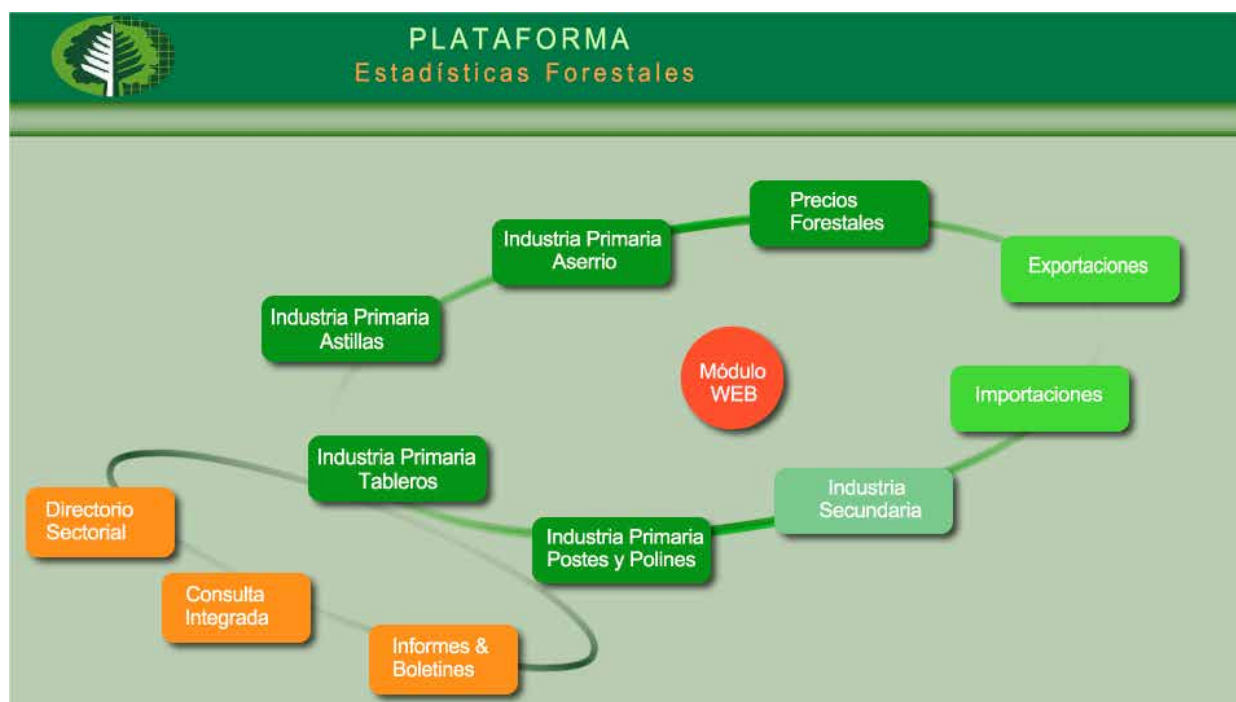 PLATAFORMA
Estadísticas Forestales
Precios
Forestales
Industria Primaria
Aserrio
Exportaciones
Industria Primaria
Astillas
Módulo
WEB
Importaciones
Industria Primaria
Tableros
Industria
Secundaria
Directorio
Sectorial
Industria Primaria
Postes y Polines
Consulta
Integrada
Informes &
Boletines